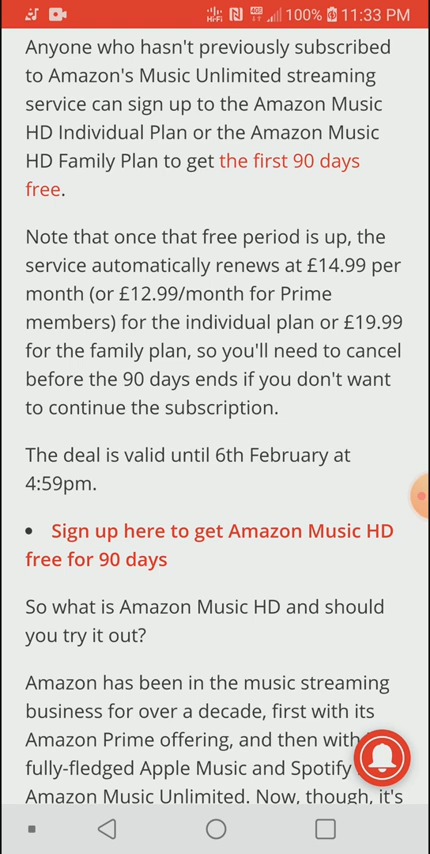 Hi-Fi 4G 100% 11:33 PM
Anyone who hasn't previously subscribed
to Amazon's Music Unlimited streaming
service can sign up to the Amazon Music
HD Individual Plan or the Amazon Music
HD Family Plan to get the first 90 days
free.
Note that once that free period is up, the
service automatically renews at £14.99 per
month (or £12.99/month for Prime
members) for the individual plan or £19.99
for the family plan, so you'll need to cancel
before the 90 days ends if you don't want
to continue the subscription.
The deal is valid until 6th February at
4:59pm.
• Sign up here to get Amazon Music HD
free for 90 days
So what is Amazon Music HD and should
you try it out?
Amazon has been in the music streaming
business for over a decade, first with its
Amazon Prime offering, and then with
fully-fledged Apple Music and Spotify
Amazon Music Unlimited. Now, though, it's